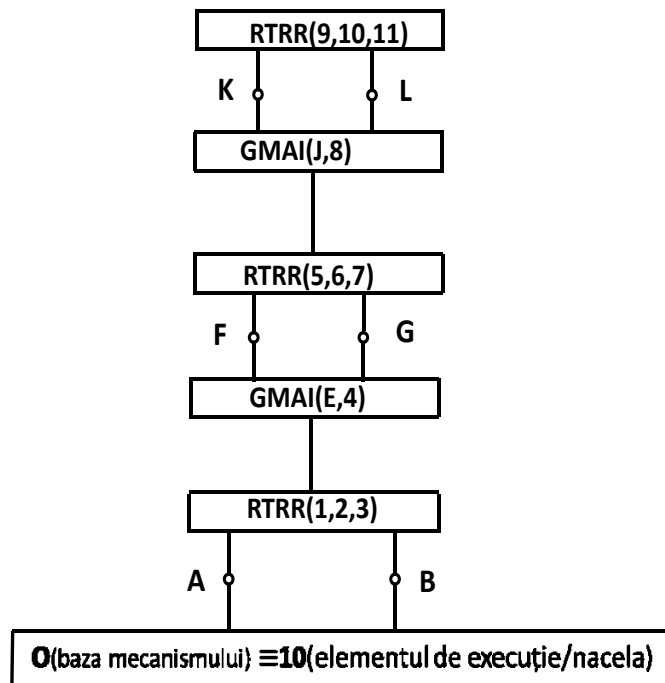 RTRR(9,10,11)
K L
GMAI(J,8)
RTRR(5,6,7)
F G
GMAI(E,4)
RTRR(1,2,3)
A B
O(baza mecanismului) ≡10(elementul de execuție/nacela)